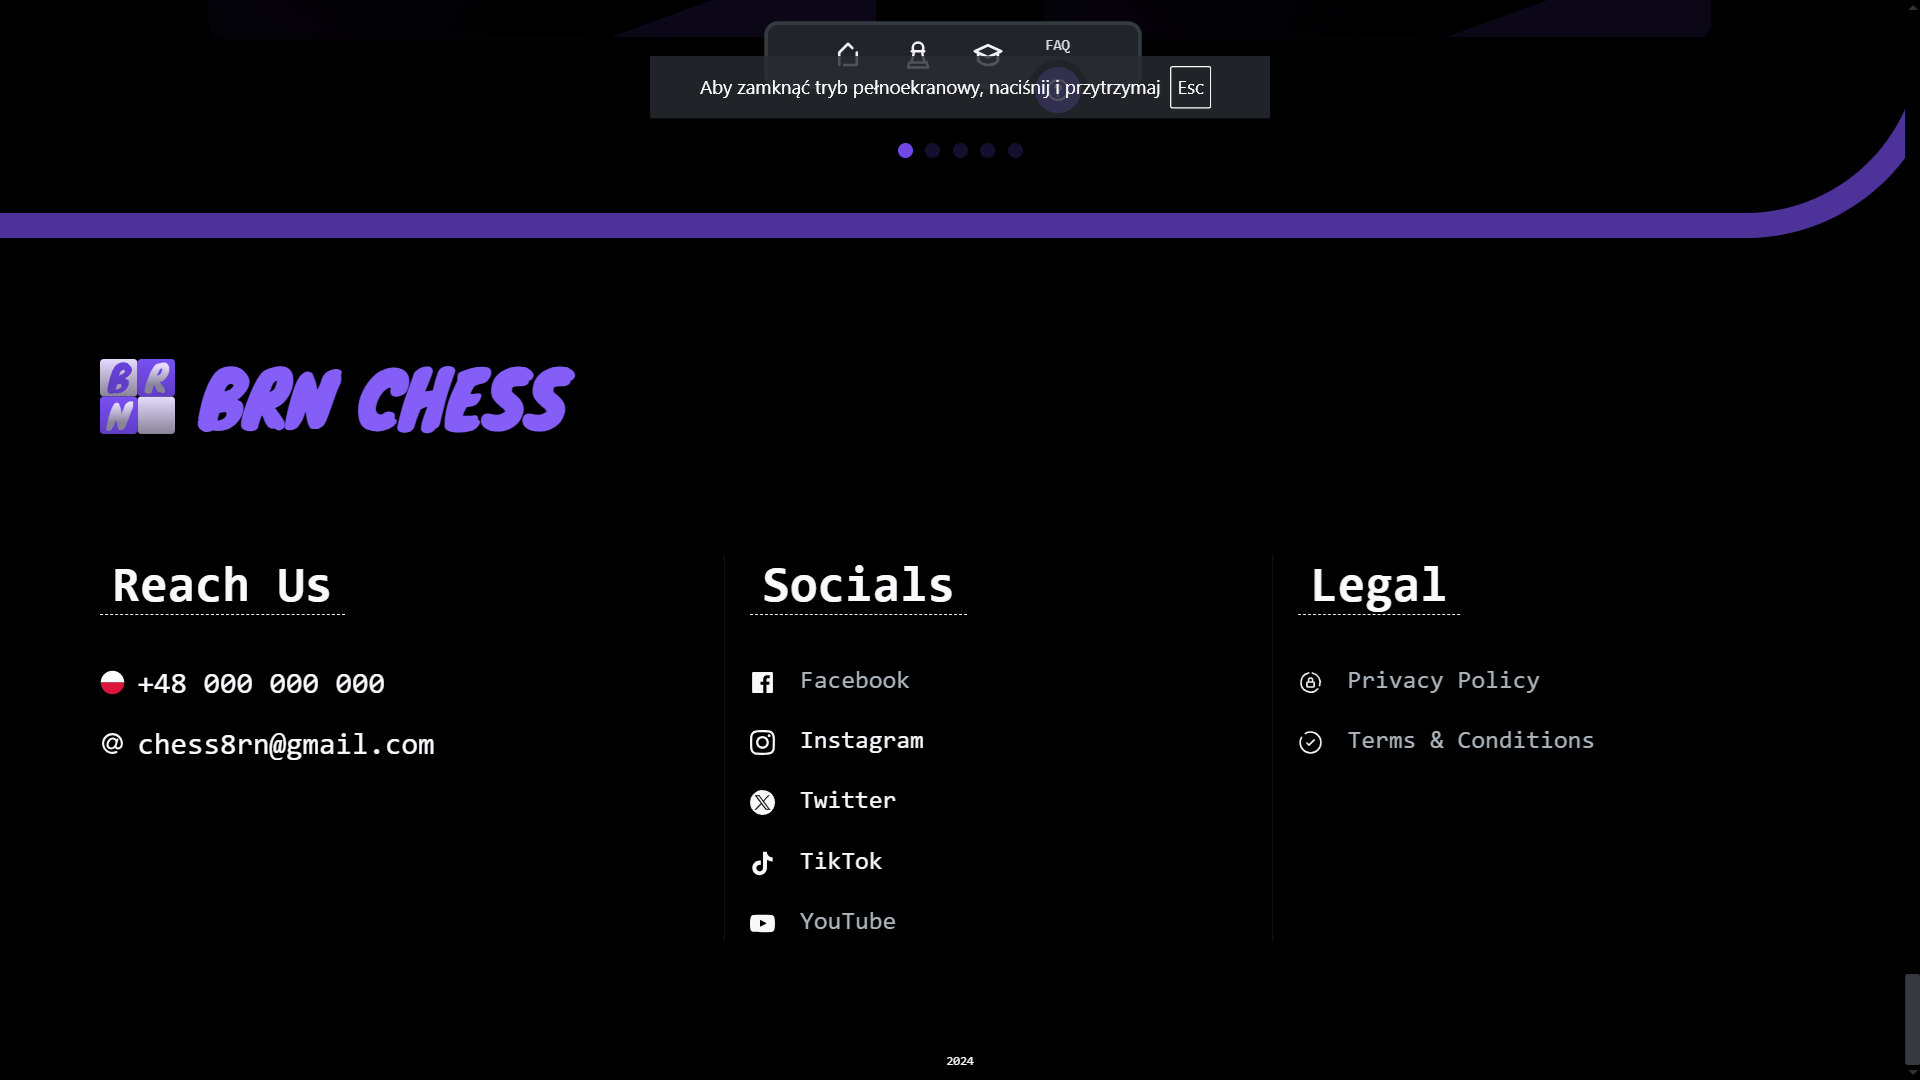 FAQ
Aby zamknąć tryb pełnoekranowy, naciśnij i przytrzymaj Esc
B R
N
BRN CHESS
Reach Us
+48 000 000 000
@ chess8rn@gmail.com
Socials
Facebook
Instagram
Twitter
TikTok
YouTube
Legal
Privacy Policy
Terms & Conditions
2024